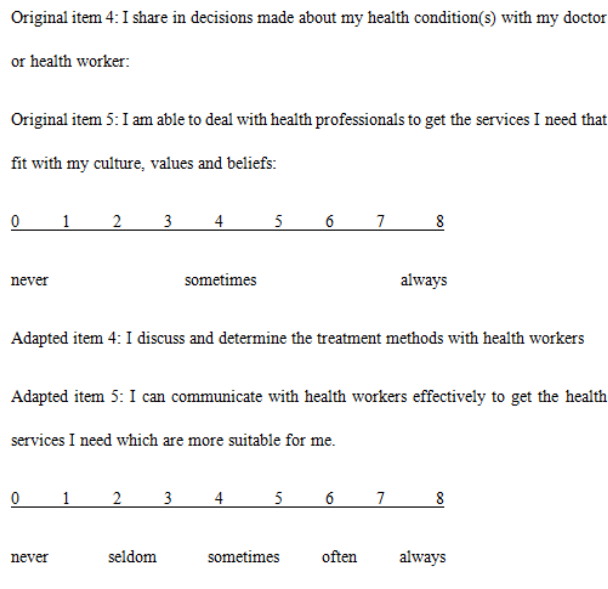 Original item 4: I share in decisions made about my health condition(s) with my doctor
or health worker:
Original item 5: I am able to deal with health professionals to get the services I need that
fit with my culture, values and beliefs:
0 1 2 3 4 5 6 7 8
never sometimes always
Adapted item 4: I discuss and determine the treatment methods with health workers
Adapted item 5: I can communicate with health workers effectively to get the health
services I need which are more suitable for me.
0 1 2 3 4 5 6 7 8
never seldom sometimes often always